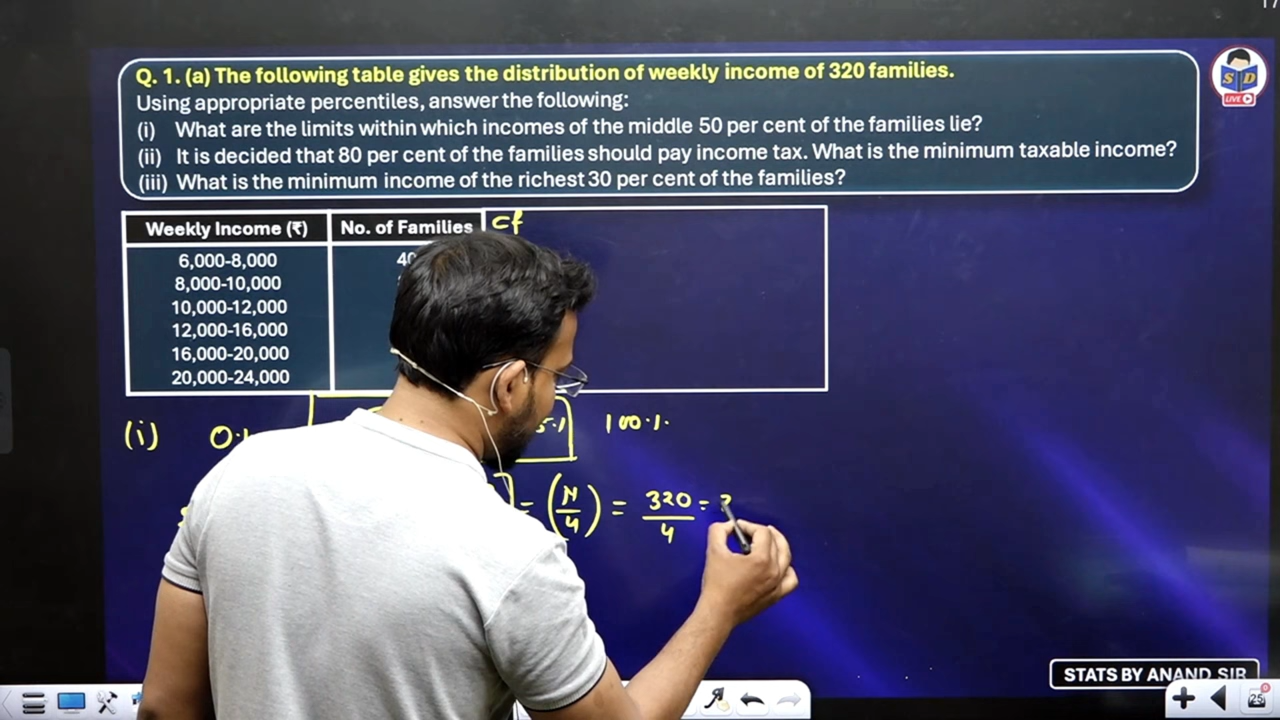 Q. 1. (a) The following table gives the distribution of weekly income of 320 families.
Using appropriate percentiles, answer the following:
(i) What are the limits within which incomes of the middle 50 per cent of the families lie?
(ii) It is decided that 80 per cent of the families should pay income tax. What is the minimum taxable income?
(iii) What is the minimum income of the richest 30 per cent of the families?
S D
LIVE
Weekly Income (₹) No. of Families Cf
6,000-8,000 40
8,000-10,000
10,000-12,000
12,000-16,000
16,000-20,000
20,000-24,000
(i) 100%
= (N/4) = 320/4 =
STATS BY ANAND SIR
25